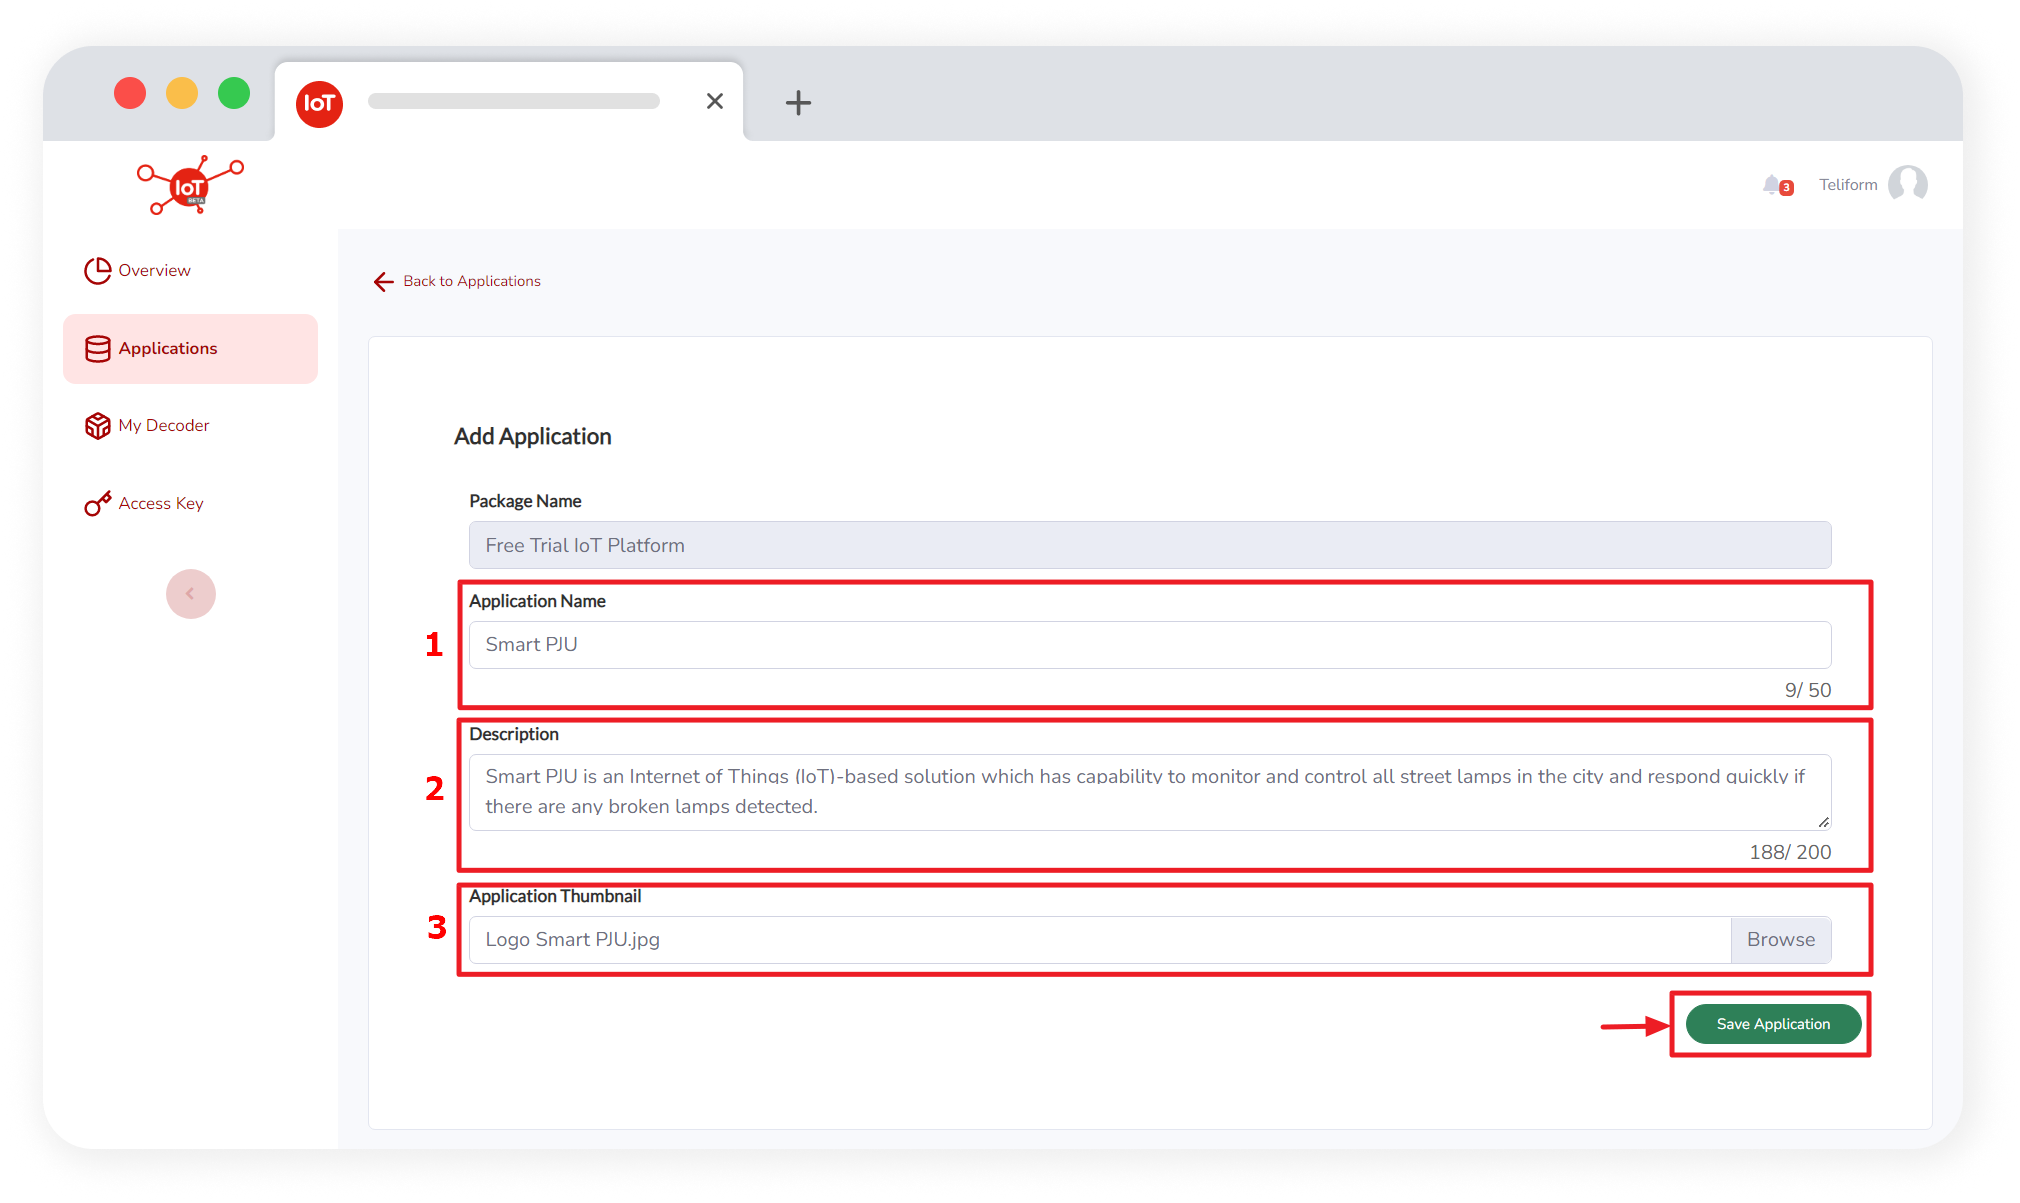 IoT
IoT
BETA
3
Teliform
Overview
Applications
My Decoder
Access Key
Back to Applications
Add Application
Package Name
Free Trial IoT Platform
1
Application Name
Smart PJU
9/ 50
2
Description
Smart PJU is an Internet of Things (IoT)-based solution which has capability to monitor and control all street lamps in the city and respond quickly if
there are any broken lamps detected.
188/ 200
3
Application Thumbnail
Logo Smart PJU.jpg
Browse
Save Application